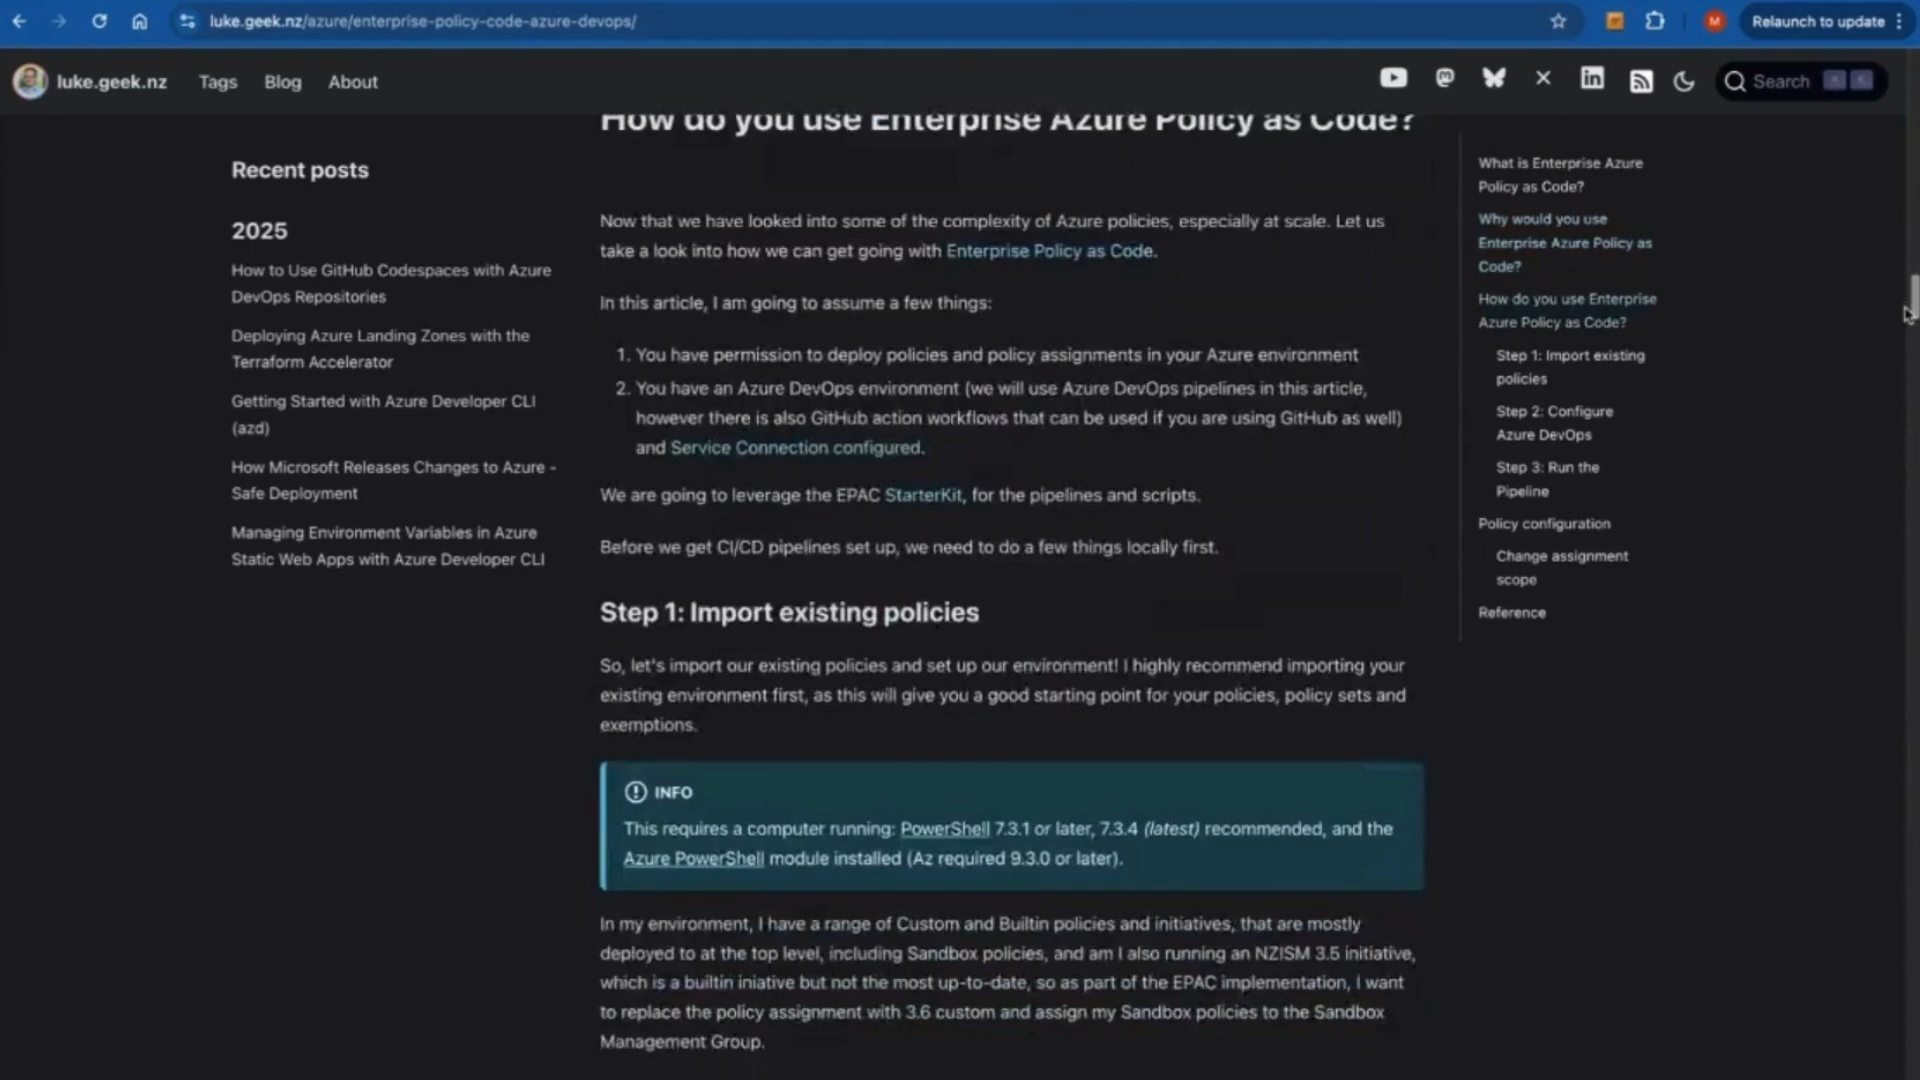 luke.geek.nz/azure/enterprise-policy-code-azure-devops/
M
Relaunch to update
luke.geek.nz
Tags
Blog
About
Search
How do you use Enterprise Azure Policy as Code?
Recent posts
2025
How to Use GitHub Codespaces with Azure
DevOps Repositories
Deploying Azure Landing Zones with the
Terraform Accelerator
Getting Started with Azure Developer CLI
(azd)
How Microsoft Releases Changes to Azure -
Safe Deployment
Managing Environment Variables in Azure
Static Web Apps with Azure Developer CLI
Now that we have looked into some of the complexity of Azure policies, especially at scale. Let us
take a look into how we can get going with Enterprise Policy as Code.
In this article, I am going to assume a few things:
1. You have permission to deploy policies and policy assignments in your Azure environment
2. You have an Azure DevOps environment (we will use Azure DevOps pipelines in this article,
however there is also GitHub action workflows that can be used if you are using GitHub as well)
and Service Connection configured.
We are going to leverage the EPAC StarterKit, for the pipelines and scripts.
Before we get CI/CD pipelines set up, we need to do a few things locally first.
Step 1: Import existing policies
So, let's import our existing policies and set up our environment! I highly recommend importing your
existing environment first, as this will give you a good starting point for your policies, policy sets and
exemptions.
INFO
This requires a computer running: PowerShell 7.3.1 or later, 7.3.4 (latest) recommended, and the
Azure PowerShell module installed (Az required 9.3.0 or later).
In my environment, I have a range of Custom and Builtin policies and initiatives, that are mostly
deployed to at the top level, including Sandbox policies, and am I also running an NZISM 3.5 initiative,
which is a builtin iniative but not the most up-to-date, so as part of the EPAC implementation, I want
to replace the policy assignment with 3.6 custom and assign my Sandbox policies to the Sandbox
Management Group.
What is Enterprise Azure
Policy as Code?
Why would you use
Enterprise Azure Policy as
Code?
How do you use Enterprise
Azure Policy as Code?
Step 1: Import existing
policies
Step 2: Configure
Azure DevOps
Step 3: Run the
Pipeline
Policy configuration
Change assignment
scope
Reference